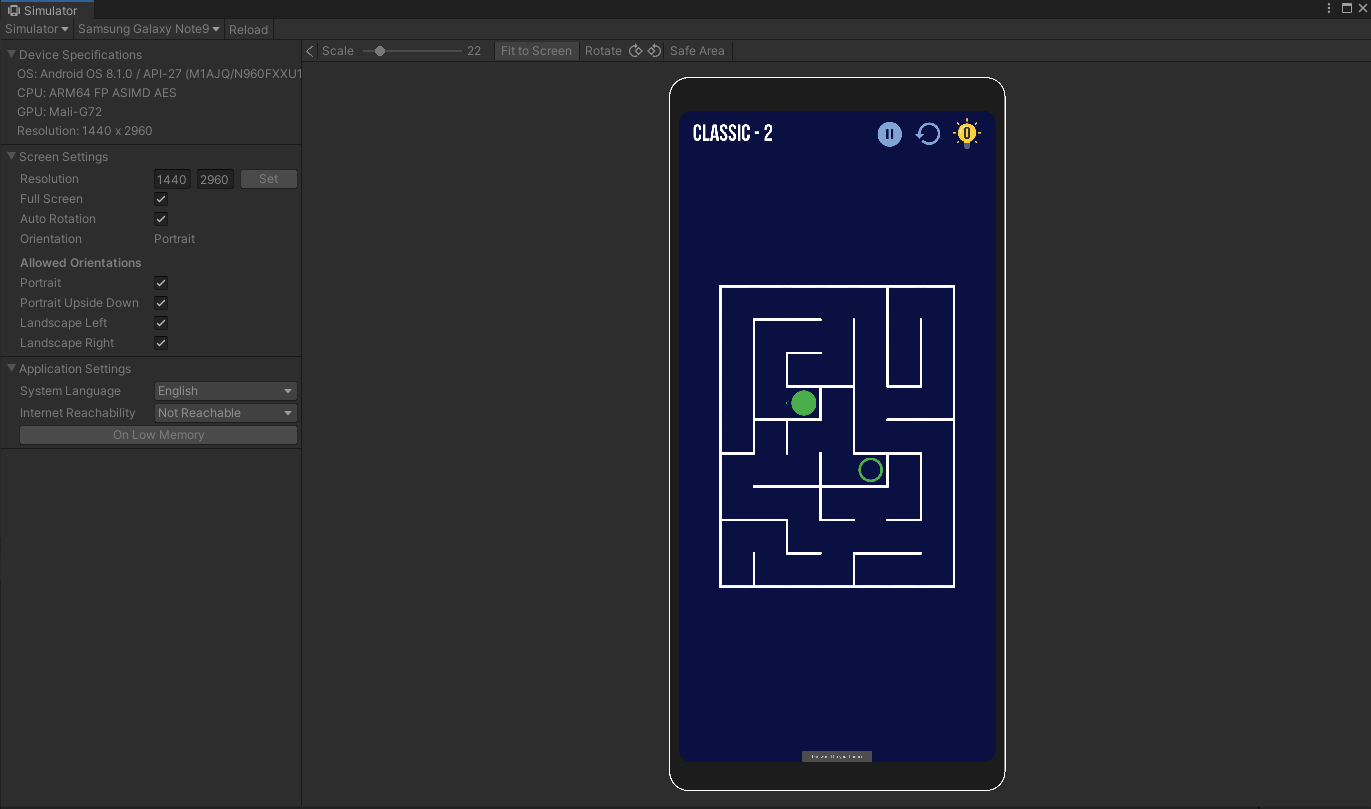 Simulator
Simulator Samsung Galaxy Note9 Reload
Scale 22 Fit to Screen Rotate Safe Area
Device Specifications
OS: Android OS 8.1.0 / API-27 (M1AJQ/N960FXXU1
CPU: ARM64 FP ASIMD AES
GPU: Mali-G72
Resolution: 1440 x 2960
Screen Settings
Resolution 1440 2960 Set
Full Screen
Auto Rotation
Orientation Portrait
Allowed Orientations
Portrait
Portrait Upside Down
Landscape Left
Landscape Right
Application Settings
System Language English
Internet Reachability Not Reachable
On Low Memory
CLASSIC - 2
0